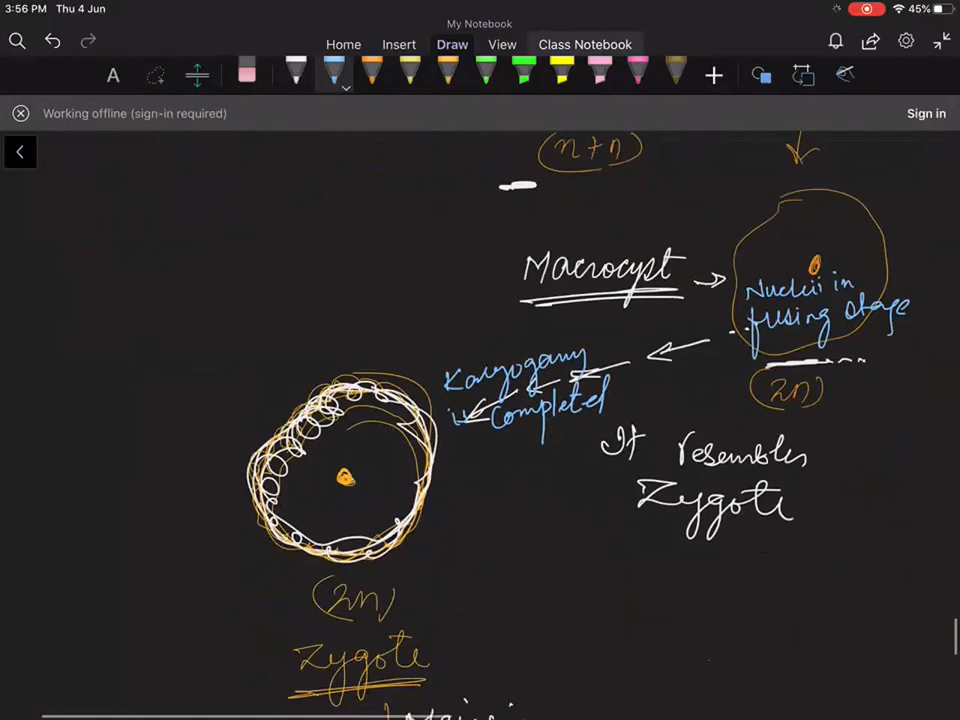 3:56 PM Thu 4 Jun
45%
My Notebook
Home Insert Draw View Class Notebook
A
Working offline (sign-in required)
Sign in
(n+n)
Macrocyst →
Nucleii in
fusing stage
(2n)
Karyogamy
is Completed
It resembles
Zygote
(2n)
Zygote